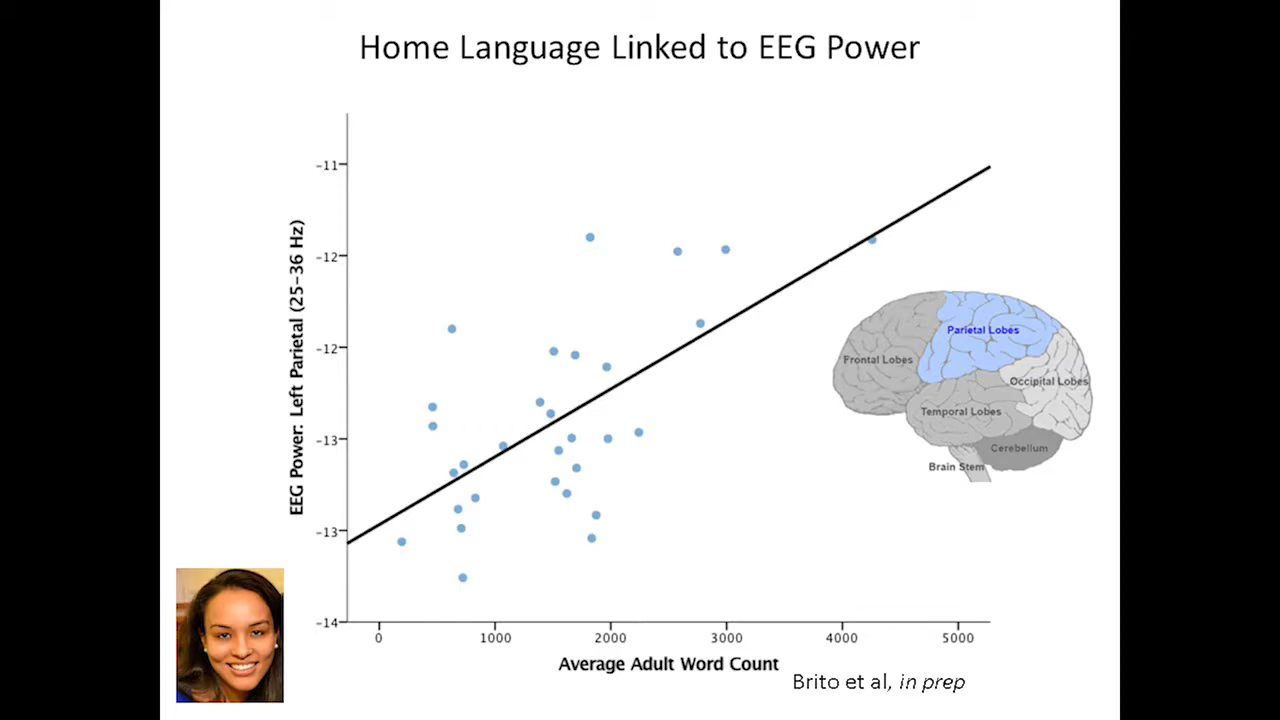 Home Language Linked to EEG Power
EEG Power: Left Parietal (25-36 Hz)
-11
-12
-12
-13
-13
-14
0 1000 2000 3000 4000 5000
Average Adult Word Count
Parietal Lobes
Frontal Lobes
Occipital Lobes
Temporal Lobes
Cerebellum
Brain Stem
Brito et al, in prep